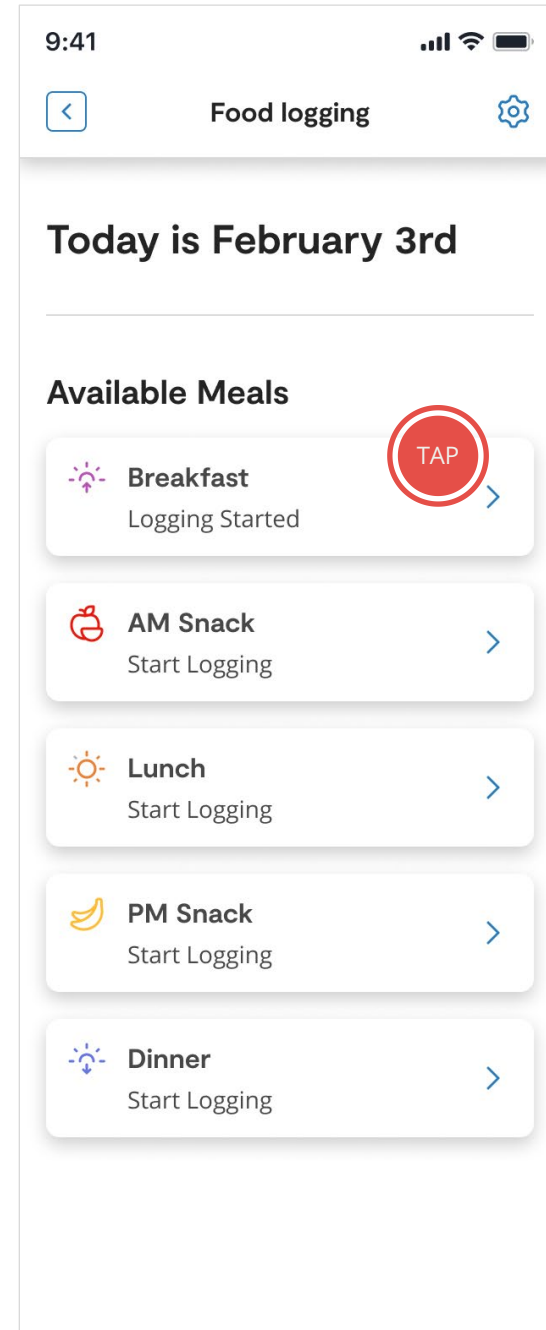 9:41
Food logging
Today is February 3rd
Available Meals
TAP
Breakfast
Logging Started
AM Snack
Start Logging
Lunch
Start Logging
PM Snack
Start Logging
Dinner
Start Logging